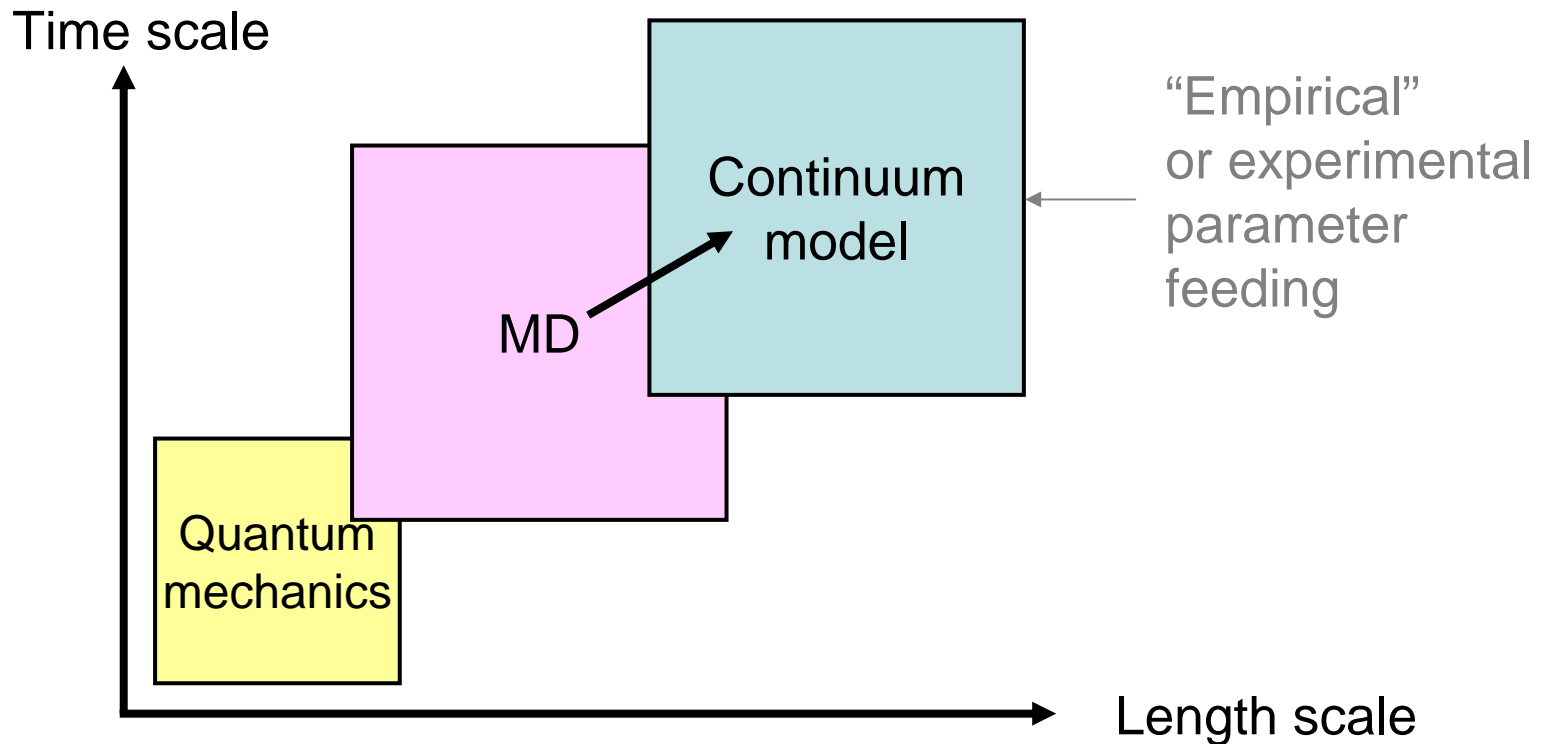 Time scale
“Empirical”
or experimental
parameter
feeding
Continuum
model
MD
Quantum
mechanics
Length scale